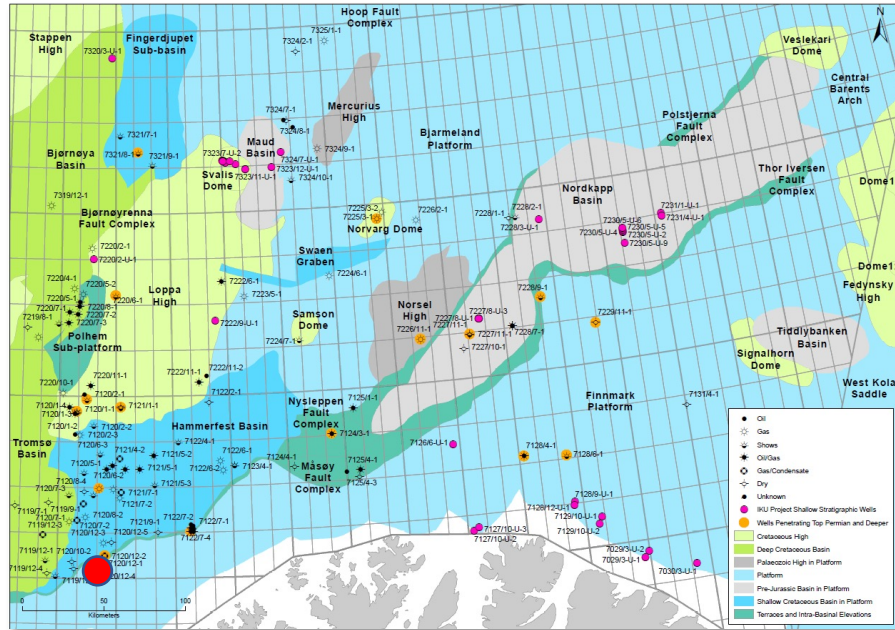 Hoop Fault
Complex
Stappen
High
7320/3-U-1
Fingerdjupet
Sub-basin
7325/1-1
7324/2-1
N
Veslekari
Dome
Central
Barents
Arch
Mercurius
High
7324/7-1
7324/8-1
Bjarmeland
Platform
Polstjerna
Fault
Complex
7321/7-1
7321/8-1
7321/9-1
Maud
Basin
7323/7-U-2
7324/7-U-1
7323/12-U-1
7323/11-U-1
7324/9-1
7324/10-1
Bjørnøya
Basin
Svalis
Dome
Thor Iversen
Fault
Complex
Nordkapp
Basin
Dome1
7319/12-1
Bjørnøyrenna
Fault Complex
7225/3-2
7225/3-1
7226/2-1
Norvarg Dome
7228/2-1
7228/1-1
7228/3-U-1
7231/1-U-1
7231/4-U-1
7230/5-U-6
7230/5-U-5
7230/5-U-4
7230/5-U-2
7230/5-U-9
7220/2-1
7220/2-U-1
Swaen
Graben
7224/6-1
Dome1
Fedynsky
High
7220/4-1
7220/5-2
7220/5-1
7220/6-1
7220/7-1
7220/8-1
7220/7-2
7220/7-3
7219/8-1
Loppa
High
7222/6-1
7223/5-1
7222/9-U-1
Samson
Dome
7224/7-1
Norsel
High
7226/11-1
7227/8-U-3
7227/8-U-1
7227/11-1
7227/11-1
7227/10-1
7228/7-1
7228/9-1
7229/11-1
Tiddlybanken
Basin
Signalhorn
Dome
West Kola
Saddle
Polhem
Sub-platform
7220/10-1
7220/11-1
7222/11-2
7222/11-1
7122/2-1
7120/2-1
7120/1-1
7121/1-1
7120/1-4
7120/1-3
7120/1-2
7120/2-2
7120/2-3
Hammerfest Basin
Nysleppen
Fault
Complex
7125/1-1
7124/3-1
Finnmark
Platform
7131/4-1
Tromsø
Basin
7120/6-3
7121/4-2
7120/5-1
7121/5-2
7120/6-2
7121/5-1
7120/8-4
7121/5-3
7120/7-3
7122/4-1
7122/6-1
7122/6-2
7123/4-1
7124/4-1
7125/4-1
7125/4-3
Måsøy
Fault
Complex
7126/6-U-1
7128/4-1
7128/6-1
7119/7-1
7119/9-1
7121/7-1
7121/7-2
7120/7-1
7120/8-2
7120/7-2
7119/12-3
7120/12-3
7120/12-5
7121/9-1
7122/7-2
7122/7-1
7122/7-4
7128/9-U-1
7128/12-U-1
7129/10-U-1
7129/10-U-2
7127/10-U-3
7127/10-U-2
7119/12-1
7120/10-2
7120/12-2
7120/12-1
7119/12-4
7029/3-U-2
7029/3-U-1
7030/3-U-1
0 50 100
Kilometers
Oil
Gas
Shows
Oil/Gas
Gas/Condensate
Dry
Unknown
IKU Project Shallow Stratigraphic Wells
Wells Penetrating Top Permian and Deeper
Cretaceous High
Deep Cretaceous Basin
Palaeozoic High in Platform
Platform
Pre-Jurassic Basin in Platform
Shallow Cretaceous Basin in Platform
Terraces and Intra-Basinal Elevations